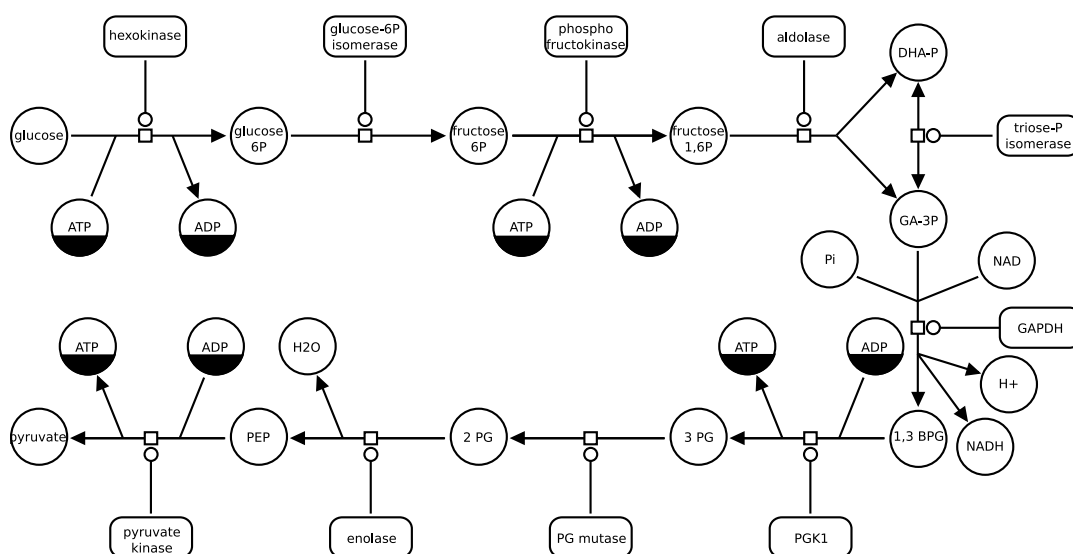 hexokinase
glucose-6P
isomerase
phospho
fructokinase
aldolase
DHA-P
glucose
glucose
6P
fructose
6P
fructose
1,6P
triose-P
isomerase
ATP
ADP
ATP
ADP
GA-3P
Pi
NAD
GAPDH
ATP
ADP
H2O
ATP
ADP
H+
pyruvate
PEP
2 PG
3 PG
1,3 BPG
NADH
pyruvate
kinase
enolase
PG mutase
PGK1